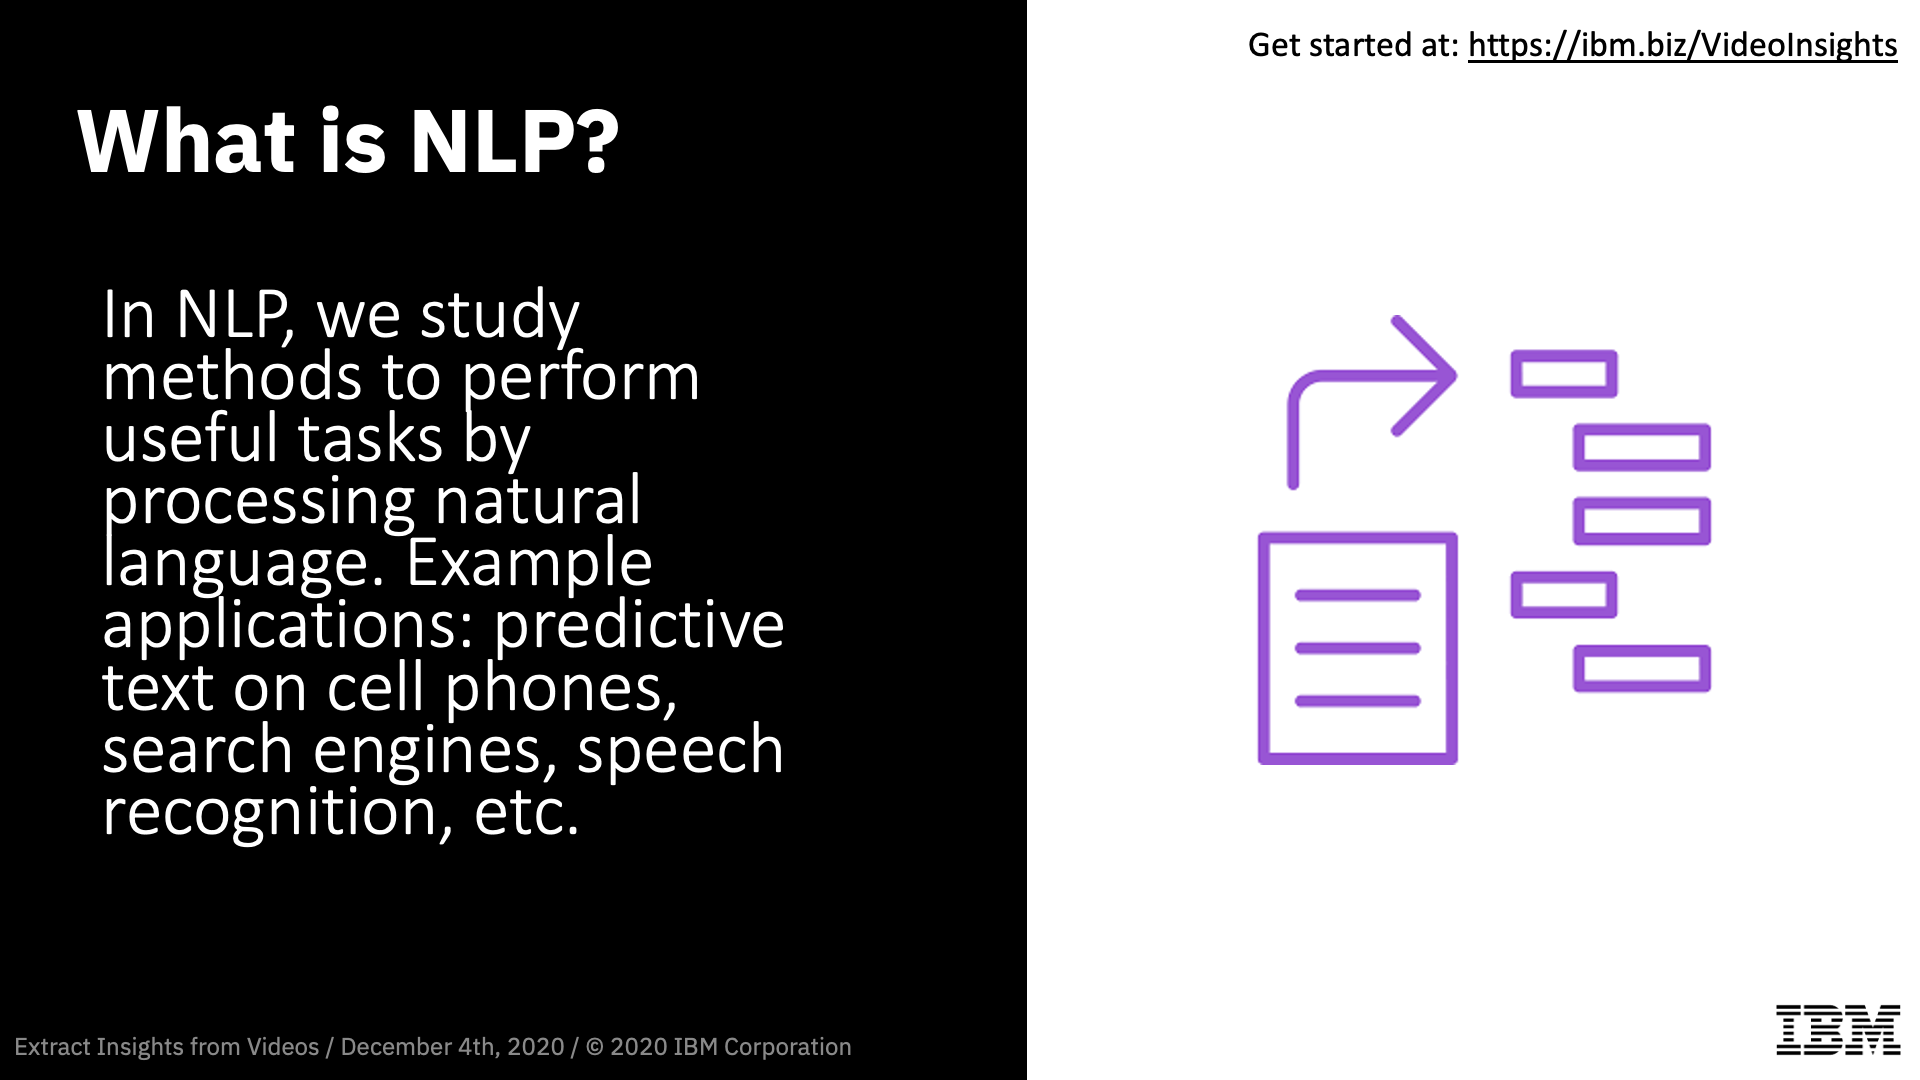 Get started at: https://ibm.biz/VideoInsights
What is NLP?
In NLP, we study
methods to perform
useful tasks by
processing natural
language. Example
applications: predictive
text on cell phones,
search engines, speech
recognition, etc.
Extract Insights from Videos / December 4th, 2020 / © 2020 IBM Corporation
IBM